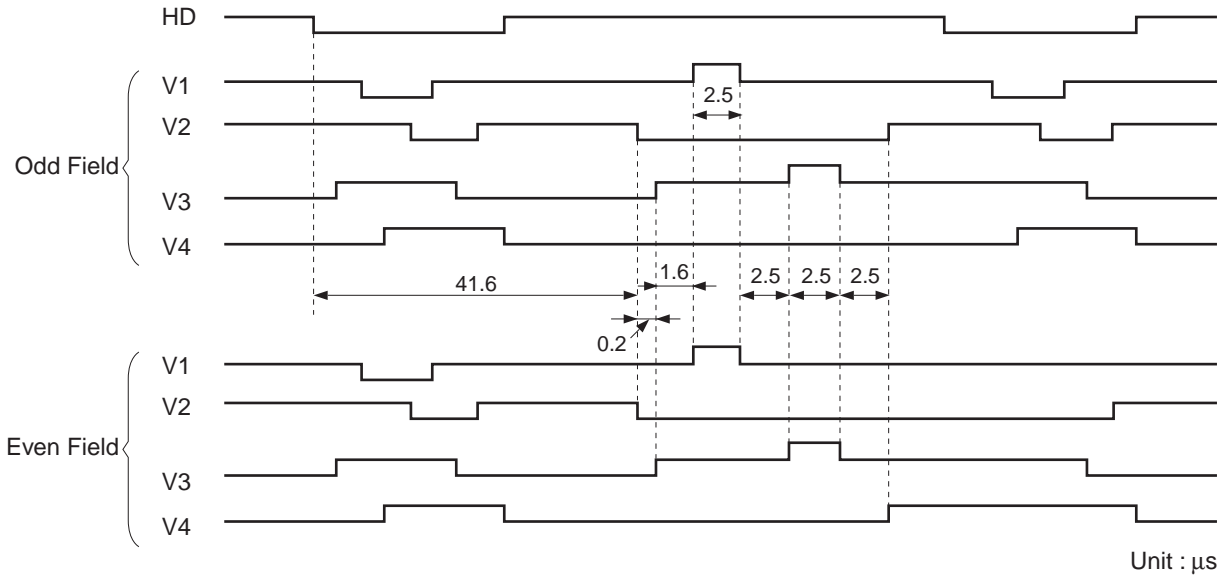 HD
V1
2.5
V2
Odd Field
V3
V4
1.6
41.6
2.5
2.5
2.5
0.2
V1
V2
Even Field
V3
V4
Unit : μs